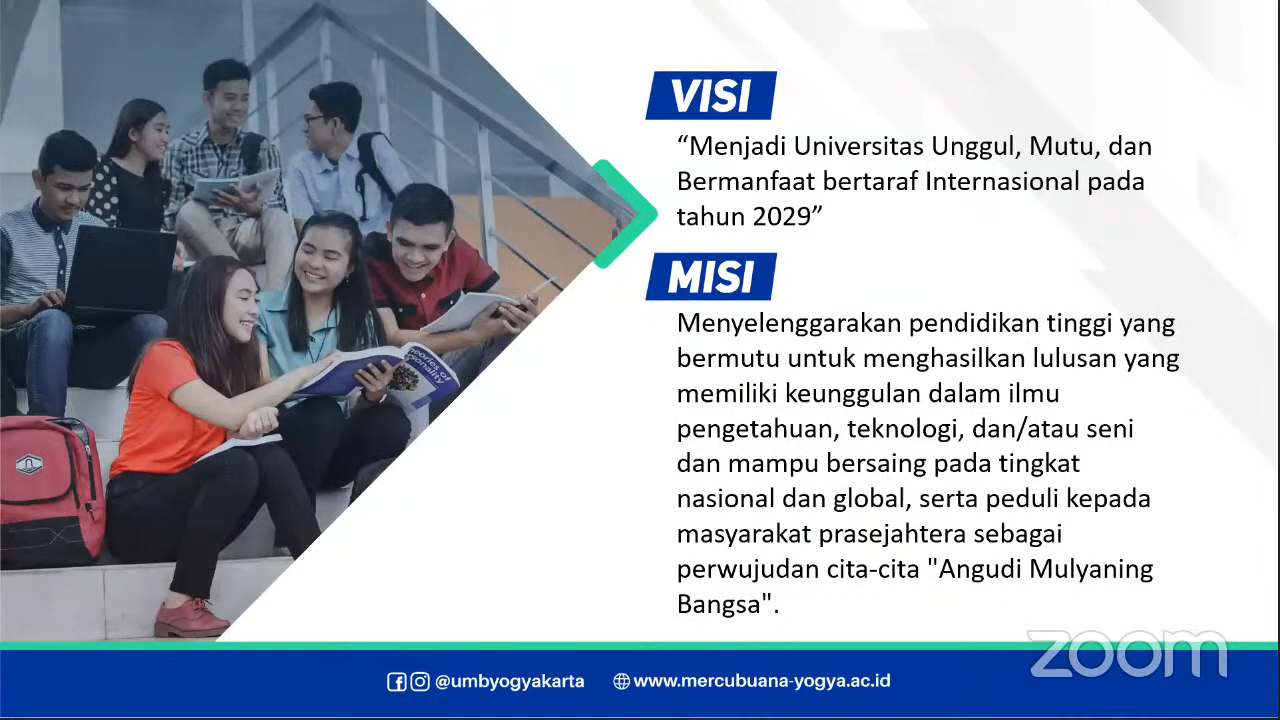 VISI
“Menjadi Universitas Unggul, Mutu, dan
Bermanfaat bertaraf Internasional pada
tahun 2029”
MISI
Menyelenggarakan pendidikan tinggi yang
bermutu untuk menghasilkan lulusan yang
memiliki keunggulan dalam ilmu
pengetahuan, teknologi, dan/atau seni
dan mampu bersaing pada tingkat
nasional dan global, serta peduli kepada
masyarakat prasejahtera sebagai
perwujudan cita-cita "Angudi Mulyaning
Bangsa".
zoom
@umbyogyakarta
www.mercubuana-yogya.ac.id